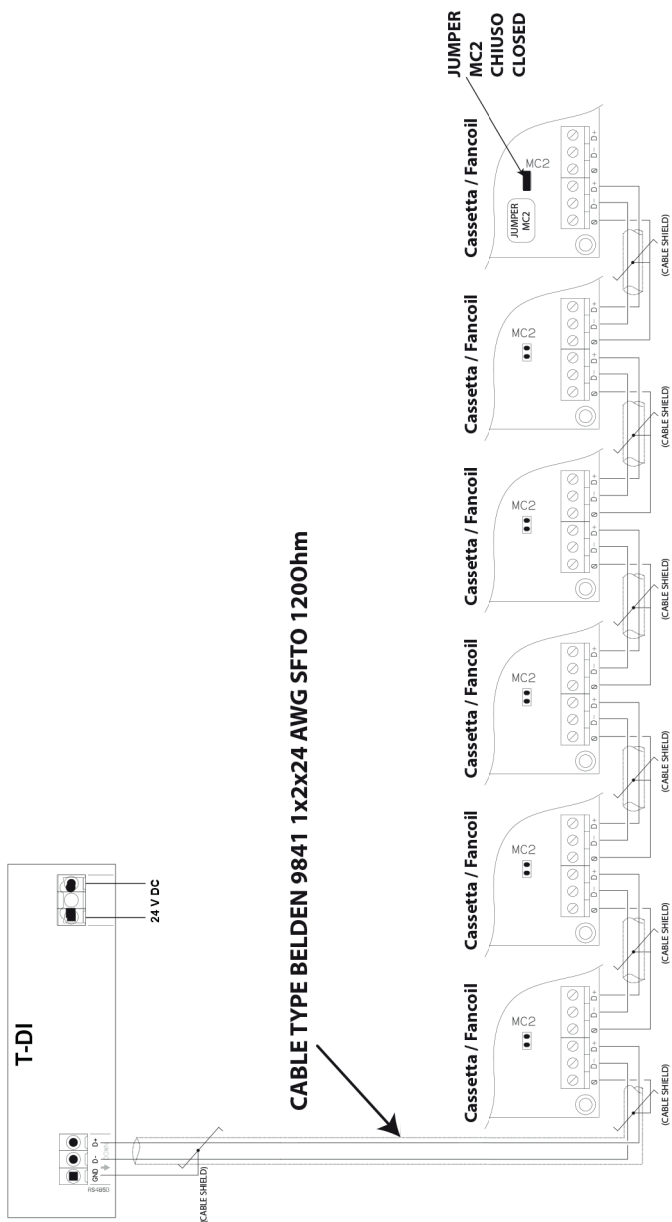 T-DI
24 V DC
RS485D
GND D- D+
(CABLE SHIELD)
CABLE TYPE BELDEN 9841 1x2x24 AWG SFTO 120Ohm
Cassetta / Fancoil
MC2
Ø D- D+ Ø D- D+
(CABLE SHIELD)
Cassetta / Fancoil
MC2
Ø D- D+ Ø D- D+
(CABLE SHIELD)
Cassetta / Fancoil
MC2
Ø D- D+ Ø D- D+
(CABLE SHIELD)
Cassetta / Fancoil
MC2
Ø D- D+ Ø D- D+
(CABLE SHIELD)
Cassetta / Fancoil
MC2
Ø D- D+ Ø D- D+
(CABLE SHIELD)
Cassetta / Fancoil
JUMPER
MC2
MC2
Ø D- D+ Ø D- D+
(CABLE SHIELD)
JUMPER
MC2
CHIUSO
CLOSED